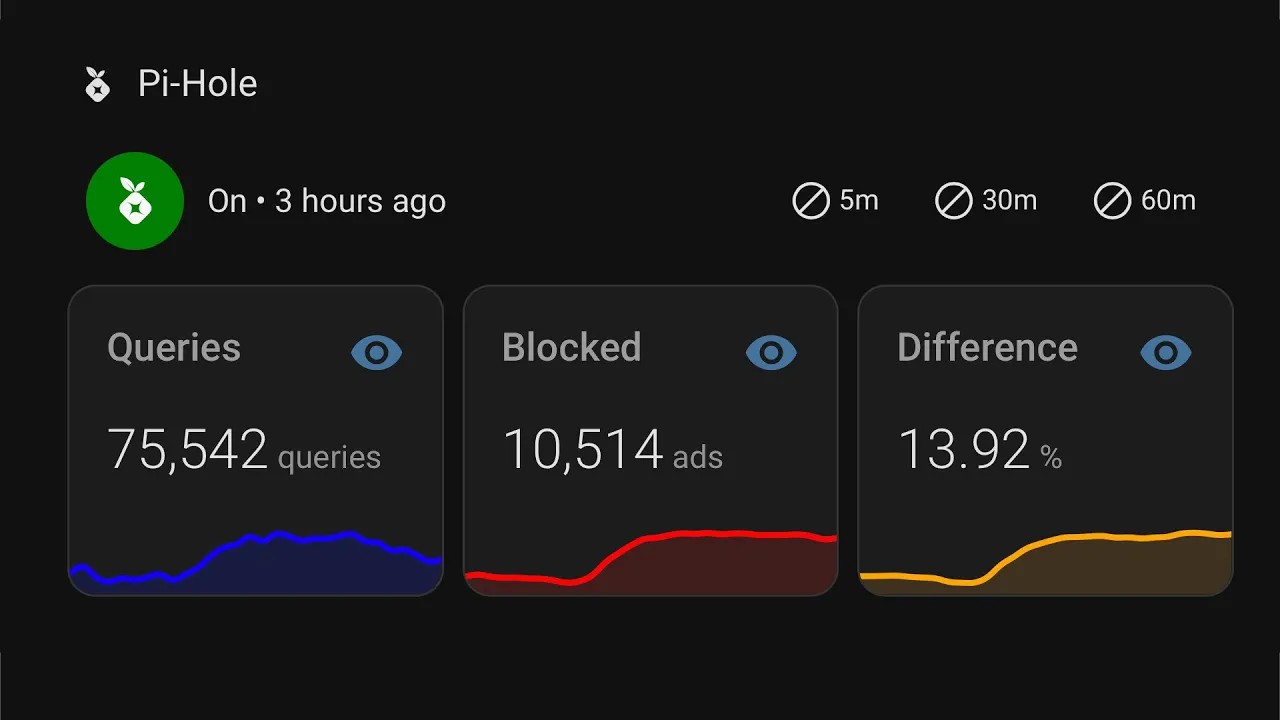 Pi-Hole
On • 3 hours ago
5m
30m
60m
Queries
75,542 queries
Blocked
10,514 ads
Difference
13.92 %